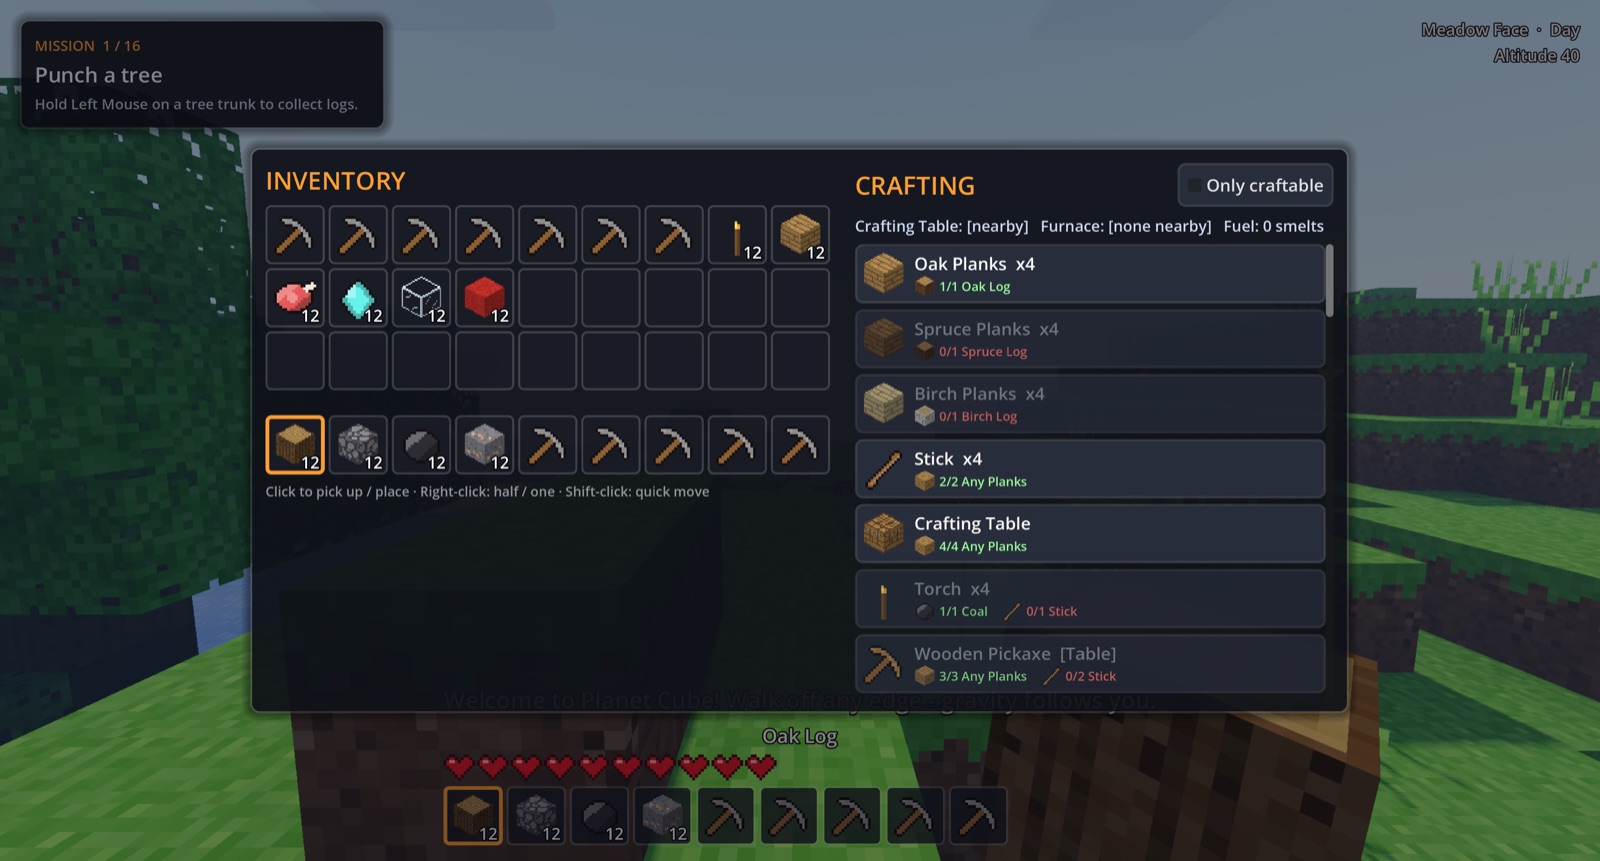 MISSION 1 / 16
Punch a tree
Hold Left Mouse on a tree trunk to collect logs.
Meadow Face · Day
Altitude 40
INVENTORY
12
12
12
12
12
12
12
12
12
12
Click to pick up / place · Right-click: half / one · Shift-click: quick move
CRAFTING
Only craftable
Crafting Table: [nearby] Furnace: [none nearby] Fuel: 0 smelts
Oak Planks x4
1/1 Oak Log
Spruce Planks x4
0/1 Spruce Log
Birch Planks x4
0/1 Birch Log
Stick x4
2/2 Any Planks
Crafting Table
4/4 Any Planks
Torch x4
1/1 Coal 0/1 Stick
Wooden Pickaxe [Table]
3/3 Any Planks 0/2 Stick
Welcome to Planet Cube! Walk off any edge - gravity follows you.
Oak Log
12
12
12
12